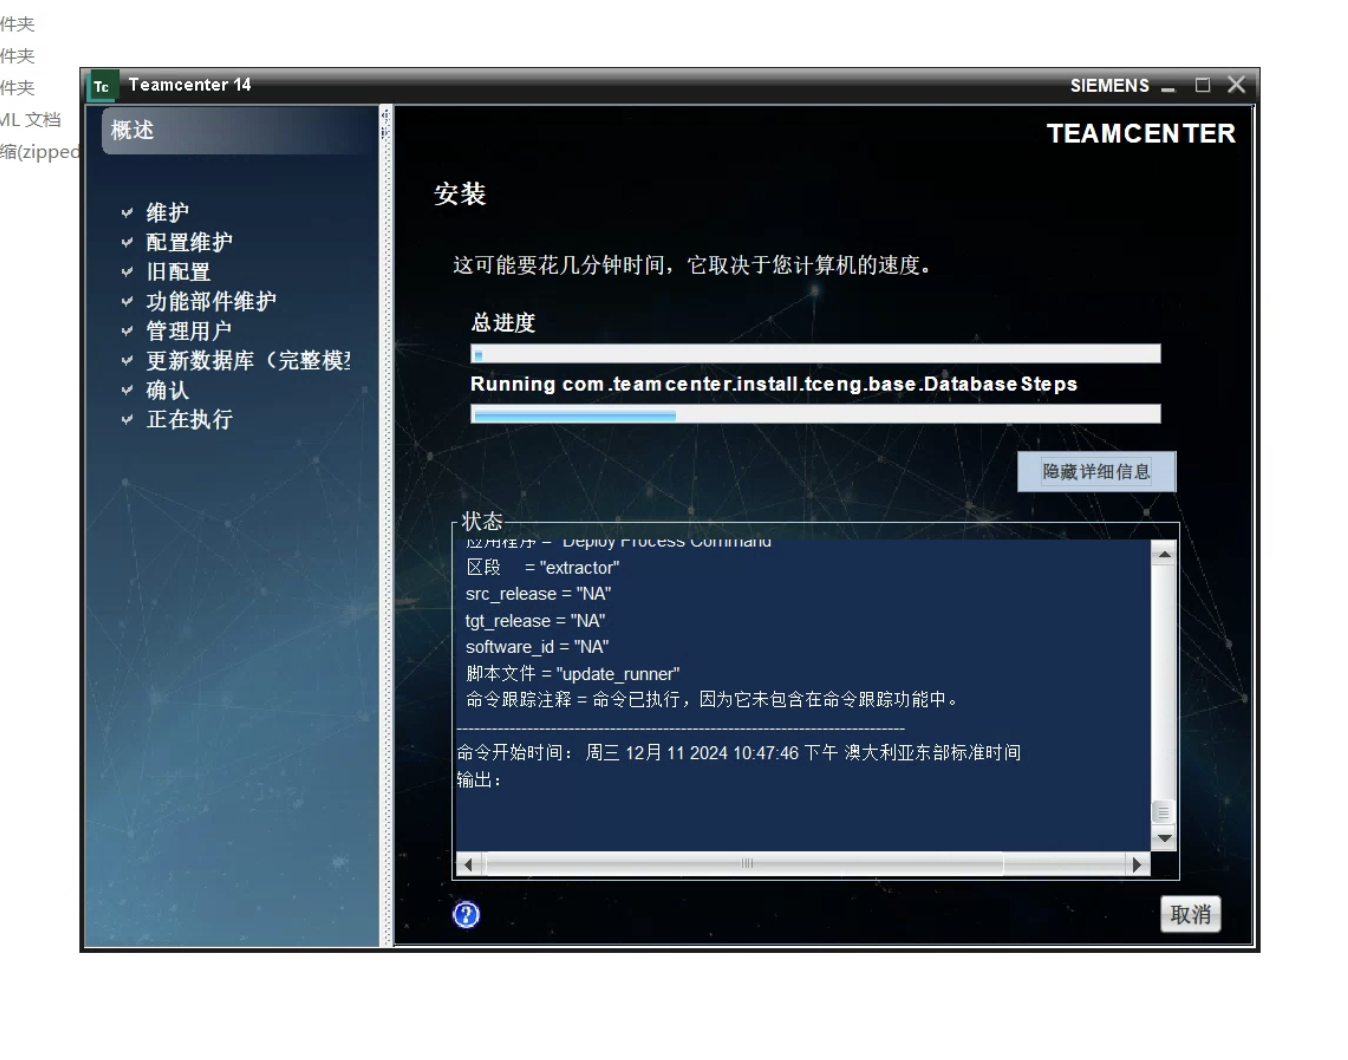 件夹
件夹
件夹
ML 文档
缩(zipped
Tc Teamcenter 14
SIEMENS
概述
维护
配置维护
旧配置
功能部件维护
管理用户
更新数据库（完整模型
确认
正在执行
TEAMCENTER
安装
这可能要花几分钟时间，它取决于您计算机的速度。
总进度
Running com.teamcenter.install.tceng.base.DatabaseSteps
隐藏详细信息
状态
应用程序 = "Deploy Process Command"
区段 = "extractor"
src_release = "NA"
tgt_release = "NA"
software_id = "NA"
脚本文件 = "update_runner"
命令跟踪注释 = 命令已执行，因为它未包含在命令跟踪功能中。
命令开始时间： 周三 12月 11 2024 10:47:46 下午 澳大利亚东部标准时间
输出：
?
取消